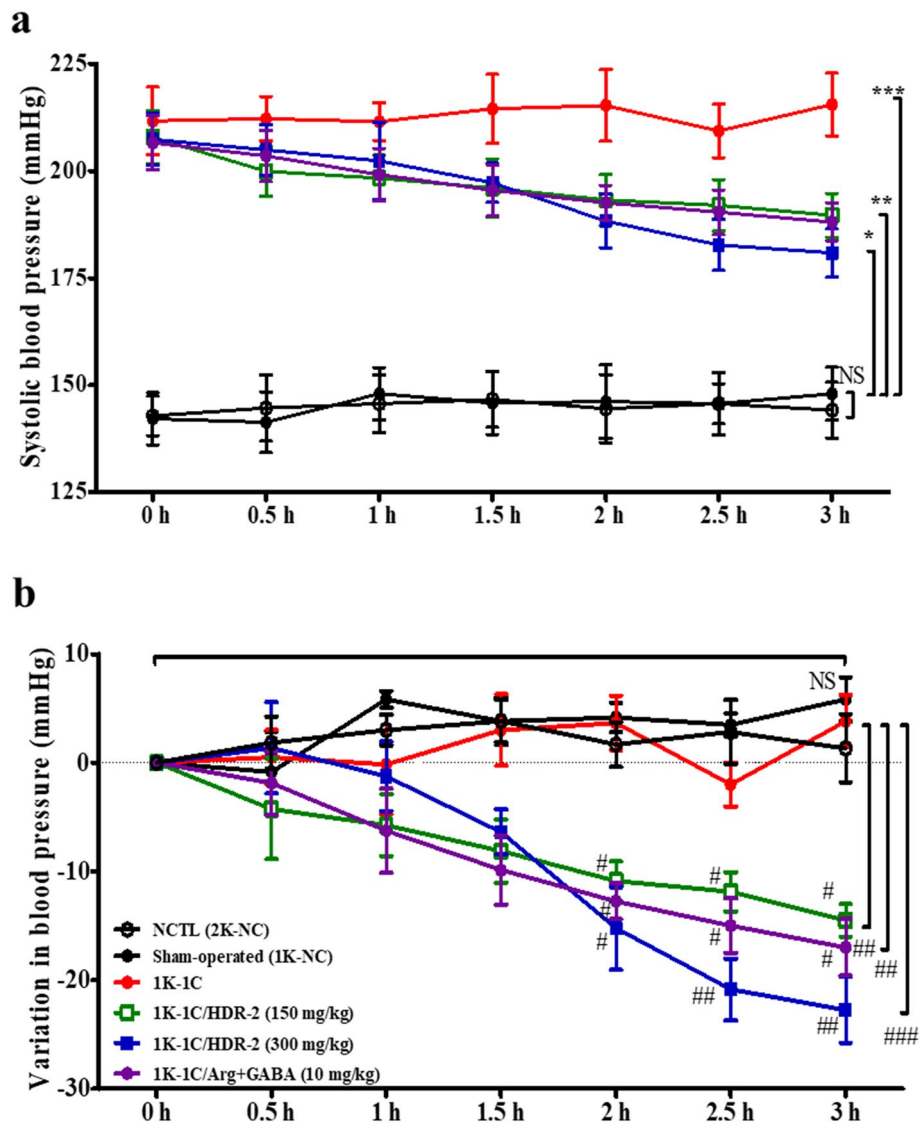 a
Systolic blood pressure (mmHg)
225
200
175
150
125
***
**
*
NS
0 h 0.5 h 1 h 1.5 h 2 h 2.5 h 3 h
b
Variation in blood pressure (mmHg)
10
0
-10
-20
-30
NS
# # #
# # # ##
# ## ## ##
###
NCTL (2K-NC)
Sham-operated (1K-NC)
1K-1C
1K-1C/HDR-2 (150 mg/kg)
1K-1C/HDR-2 (300 mg/kg)
1K-1C/Arg+GABA (10 mg/kg)
0 h 0.5 h 1 h 1.5 h 2 h 2.5 h 3 h